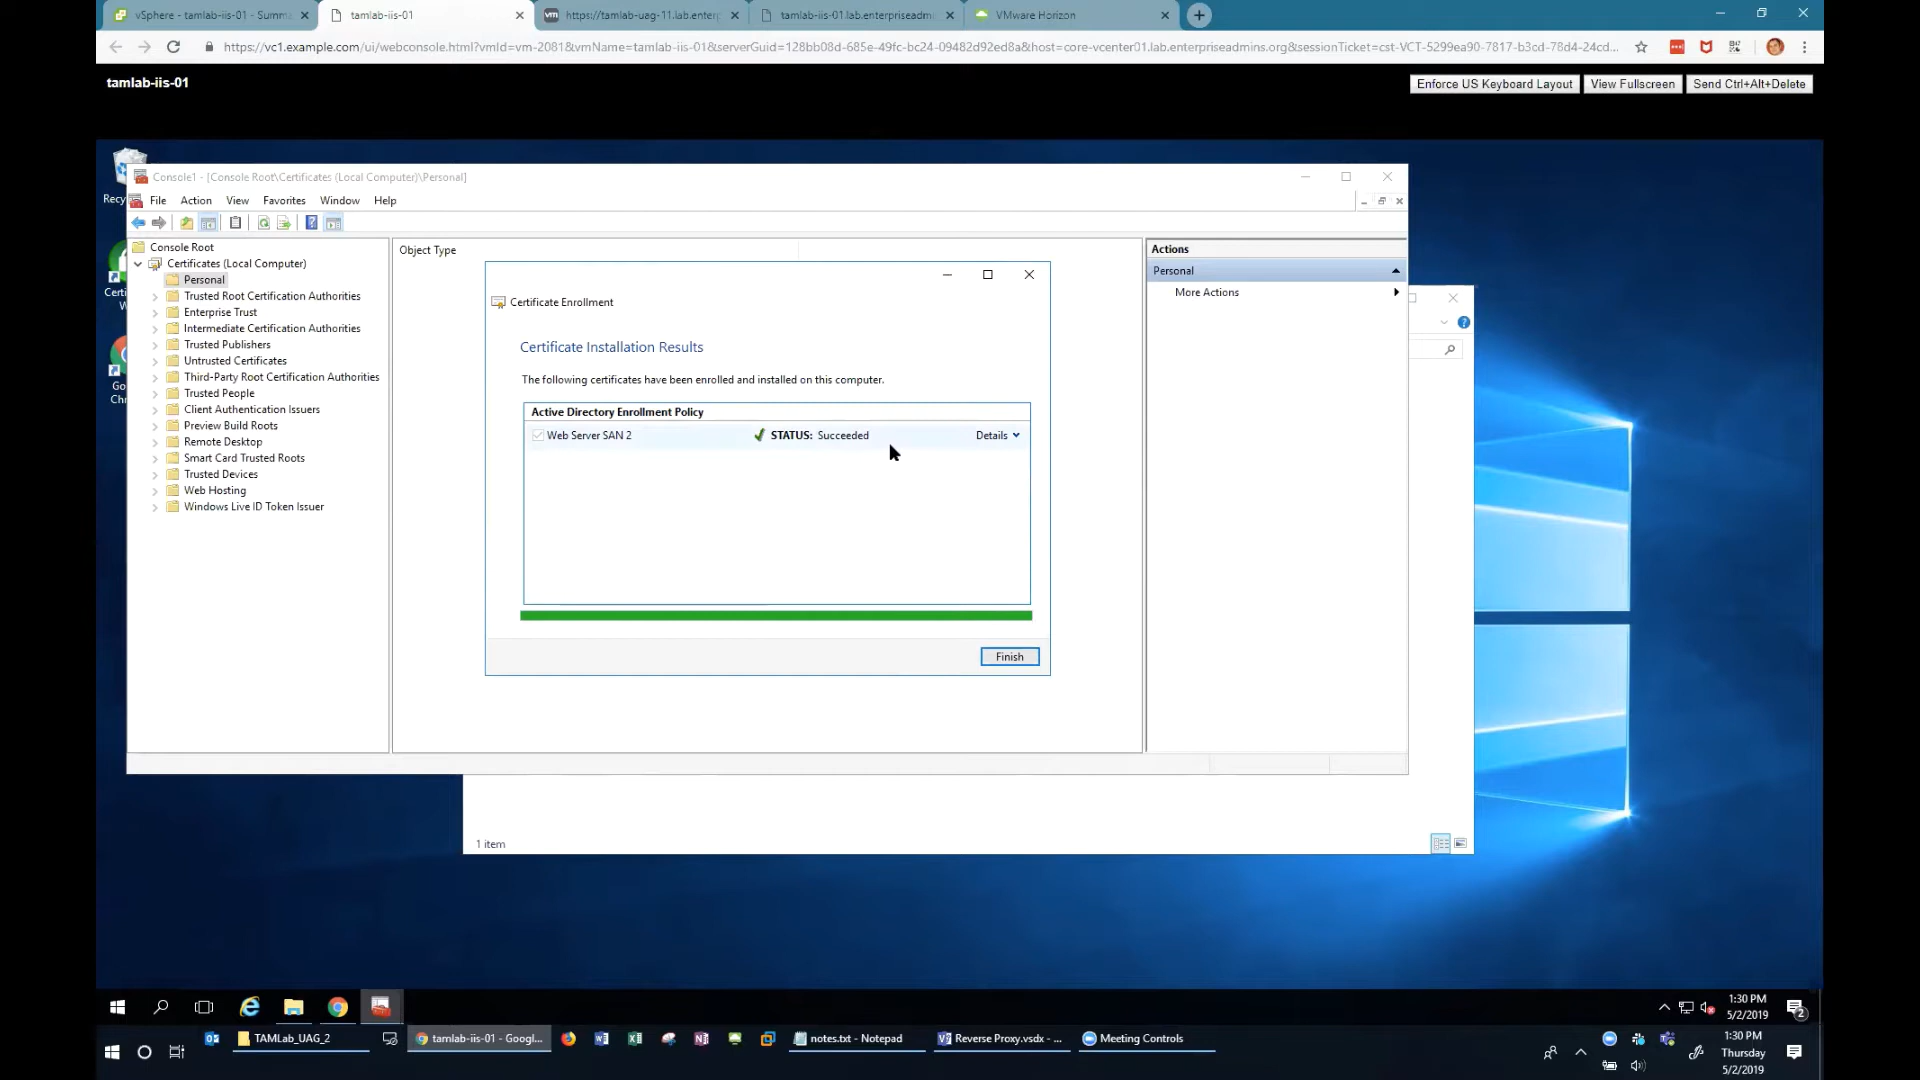 vSphere - tamlab-iis-01 - Summ
tamlab-iis-01
https://tamlab-uag-11.lab.enter
tamlab-iis-01.lab.enterpriseadm
VMware Horizon
https://vc1.example.com/ui/webconsole.html?vmId=vm-2081&vmName=tamlab-iis-01&serverGuid=128bb08d-685e-49fc-bc24-09482d92ed8a&host=core-vcenter01.lab.enterpriseadmins.org&sessionTicket=cst-VCT-5299ea90-7817-b3cd-78d4-24cd...
tamlab-iis-01
Enforce US Keyboard Layout
View Fullscreen
Send Ctrl+Alt+Delete
Recy
Console1 - [Console Root\Certificates (Local Computer)\Personal]
File Action View Favorites Window Help
Console Root
Certificates (Local Computer)
Personal
Trusted Root Certification Authorities
Enterprise Trust
Intermediate Certification Authorities
Trusted Publishers
Untrusted Certificates
Third-Party Root Certification Authorities
Trusted People
Client Authentication Issuers
Preview Build Roots
Remote Desktop
Smart Card Trusted Roots
Trusted Devices
Web Hosting
Windows Live ID Token Issuer
Certi
Go
Chr
Object Type
Certificate Enrollment
Certificate Installation Results
The following certificates have been enrolled and installed on this computer.
Active Directory Enrollment Policy
Web Server SAN 2
STATUS: Succeeded
Details
Finish
Actions
Personal
More Actions
1 item
1:30 PM
5/2/2019
2
TAMLab_UAG_2
tamlab-iis-01 - Googl...
notes.txt - Notepad
Reverse Proxy.vsdx - ...
Meeting Controls
1:30 PM
Thursday
5/2/2019